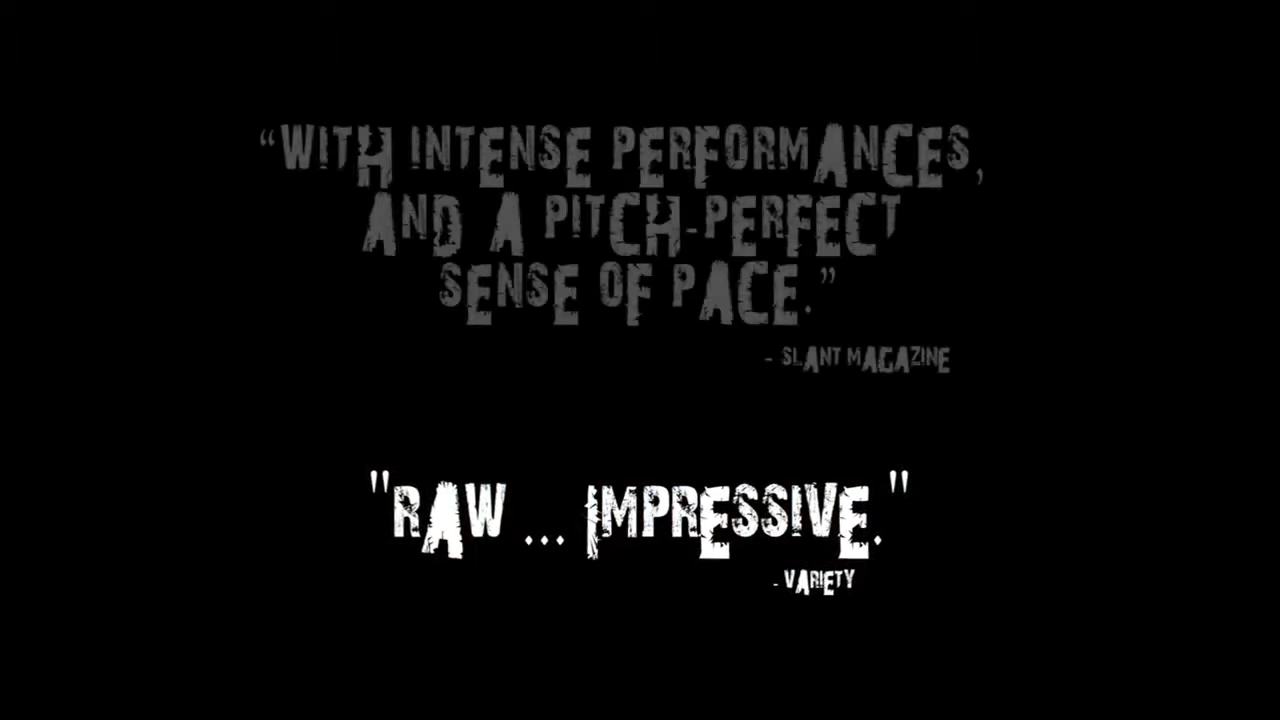 “WITH INTENSE PERFORMANCES,
AND A PITCH-PERFECT
SENSE OF PACE.”
- SLANT MAGAZINE
"RAW ... IMPRESSIVE."
- VARIETY